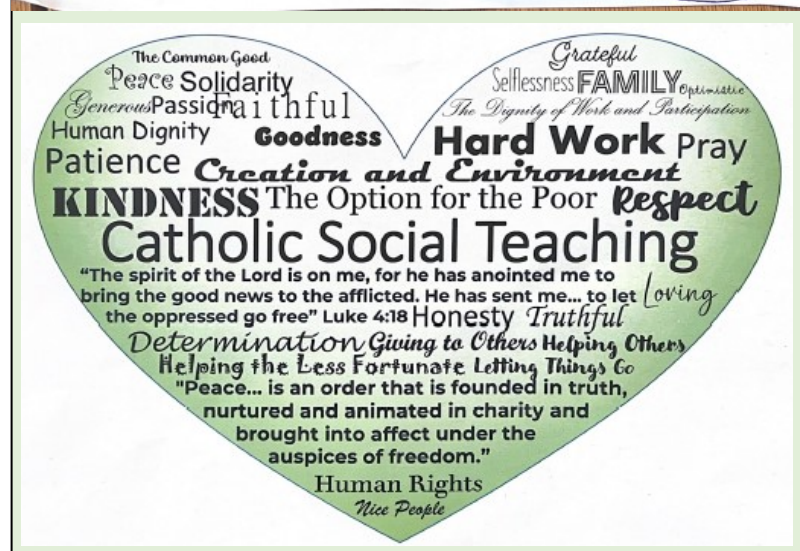 The Common Good
Peace Solidarity
Generous Passion Faithful
Human Dignity Goodness
Patience
Grateful
Selflessness FAMILY Optimistic
The Dignity of Work and Participation
Hard Work Pray
Creation and Environment
KINDNESS The Option for the Poor Respect
Catholic Social Teaching
“The spirit of the Lord is on me, for he has anointed me to
bring the good news to the afflicted. He has sent me... to let Loving
the oppressed go free” Luke 4:18 Honesty Truthful
Determination Giving to Others Helping Others
Helping the Less Fortunate Letting Things Go
"Peace... is an order that is founded in truth,
nurtured and animated in charity and
brought into affect under the
auspices of freedom.”
Human Rights
Nice People